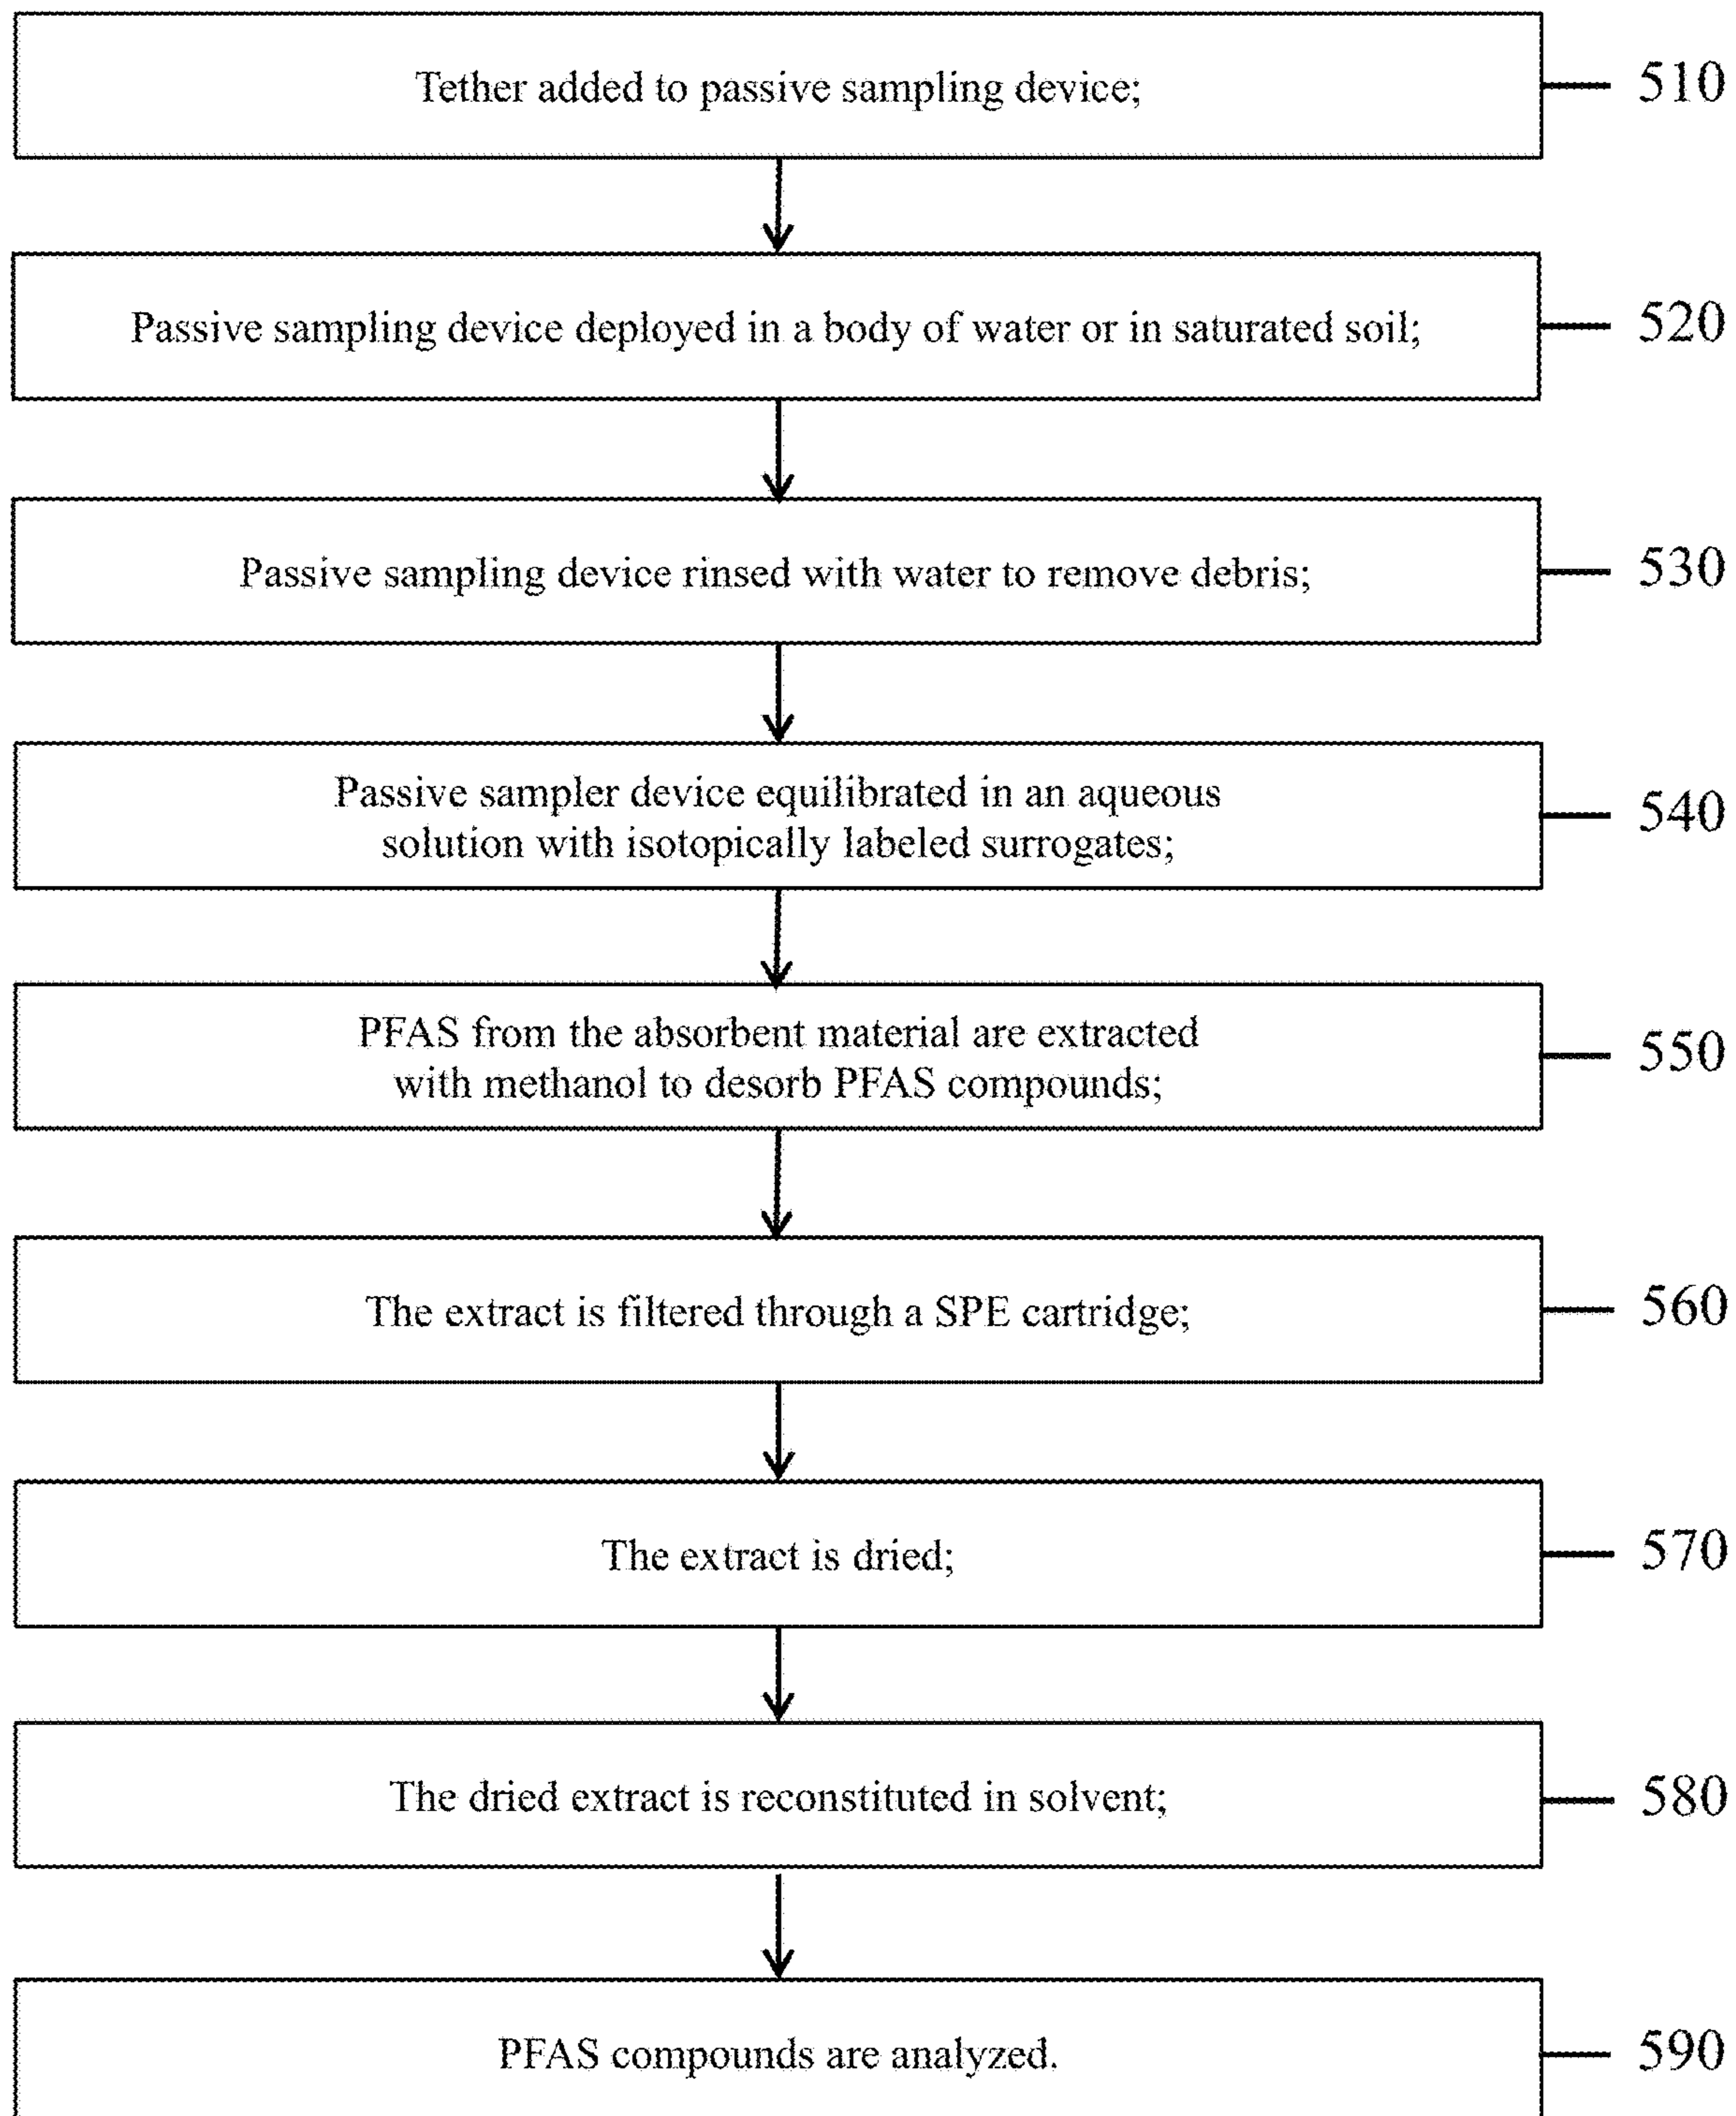 Tether added to passive sampling device;
510
Passive sampling device deployed in a body of water or in saturated soil;
520
Passive sampling device rinsed with water to remove debris;
530
Passive sampler device equilibrated in an aqueous
solution with isotopically labeled surrogates;
540
PFAS from the absorbent material are extracted
with methanol to desorb PFAS compounds;
550
The extract is filtered through a SPE cartridge;
560
The extract is dried;
570
The dried extract is reconstituted in solvent;
580
PFAS compounds are analyzed.
590